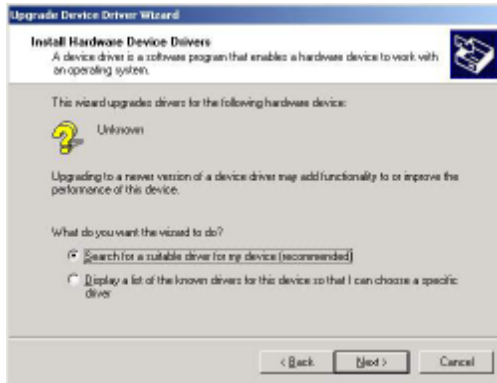 Upgrade Device Driver Wizard
Install Hardware Device Drivers
A device driver is a software program that enables a hardware device to work with
an operating system.
This wizard upgrades drivers for the following hardware device:
Unknown
Upgrading to a newer version of a device driver may add functionality to or improve the
performance of this device.
What do you want the wizard to do?
Search for a suitable driver for my device (recommended)
Display a list of the known drivers for this device so that I can choose a specific
driver
< Back
Next >
Cancel